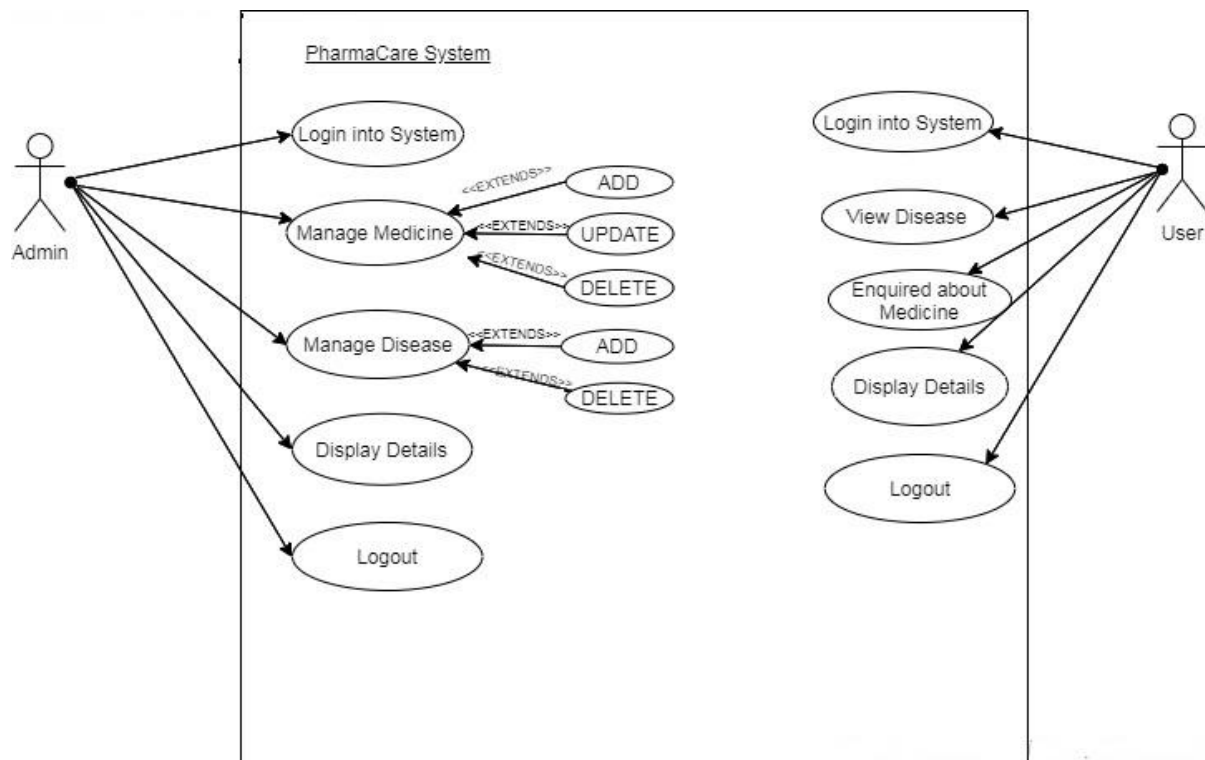 PharmaCare System
Admin
Login into System
Manage Medicine
<<EXTENDS>>
ADD
<<EXTENDS>>
UPDATE
<<EXTENDS>>
DELETE
Manage Disease
<<EXTENDS>>
ADD
<<EXTENDS>>
DELETE
Display Details
Logout
User
Login into System
View Disease
Enquired about
Medicine
Display Details
Logout